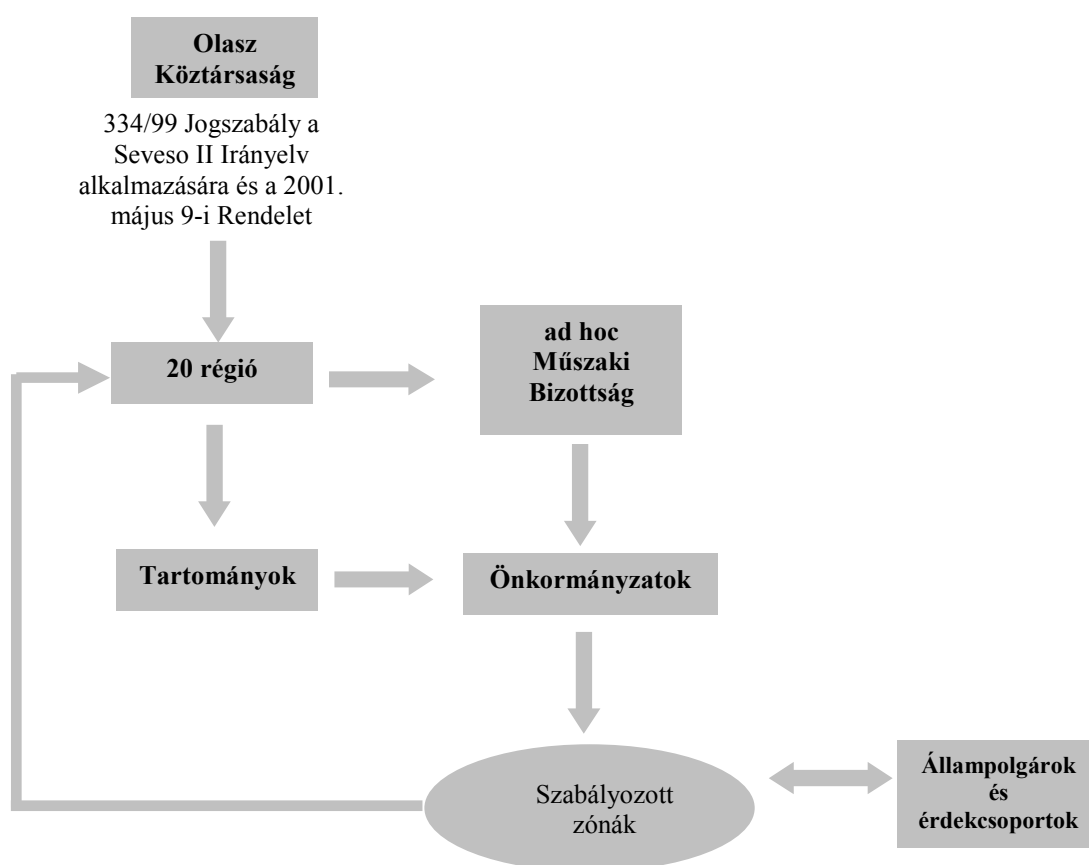 Olasz
Köztársaság
334/99 Jogszabály a
Seveso II Irányelv
alkalmazására és a 2001.
május 9-i Rendelet
20 régió
ad hoc
Műszaki
Bizottság
Tartományok
Önkormányzatok
Szabályozott
zónák
Állampolgárok
és
érdekcsoportok